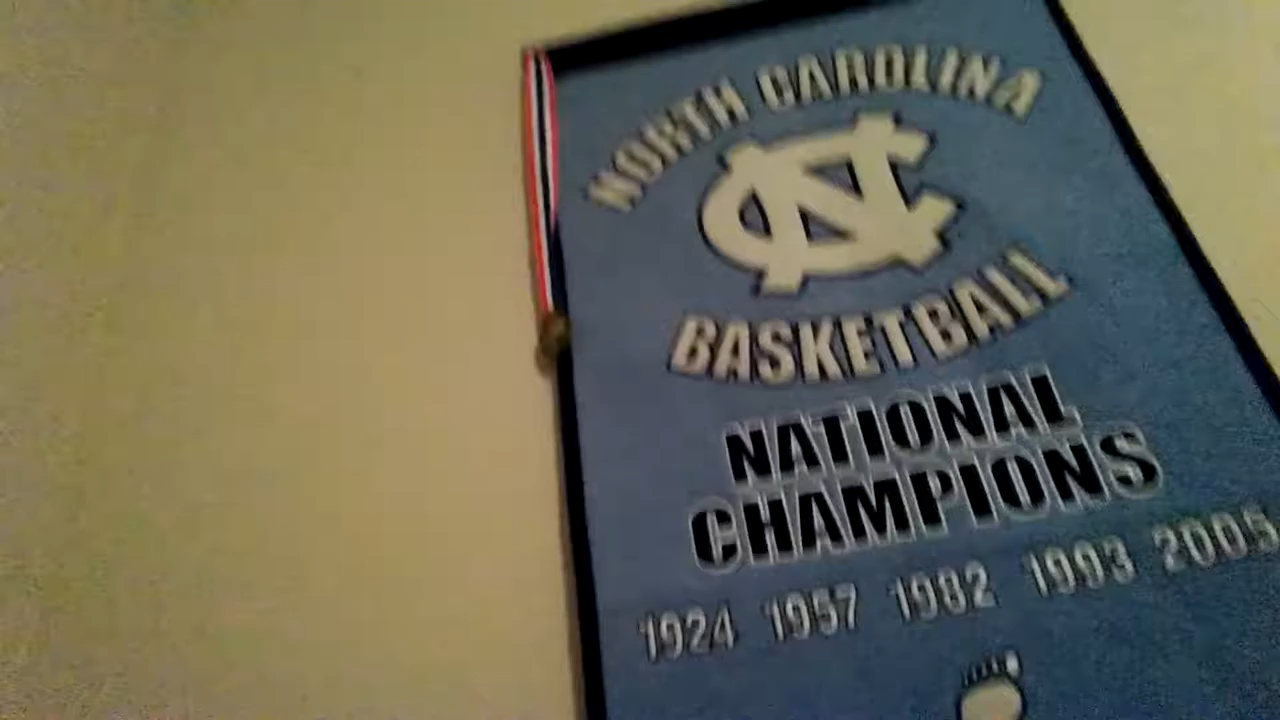 NORTH CAROLINA
NC
BASKETBALL
NATIONAL
CHAMPIONS
1924 1957 1982 1993 2005